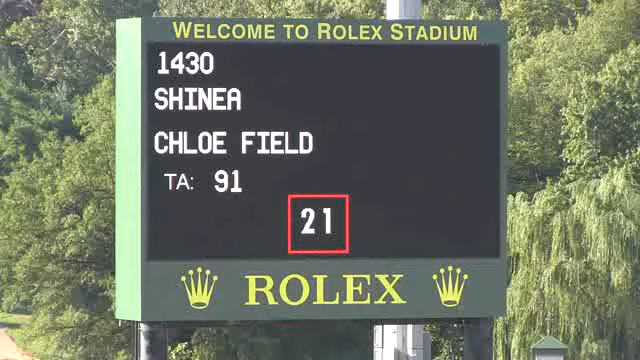 WELCOME TO ROLEX STADIUM
1430
SHINEA
CHLOE FIELD
TA: 91
21
ROLEX